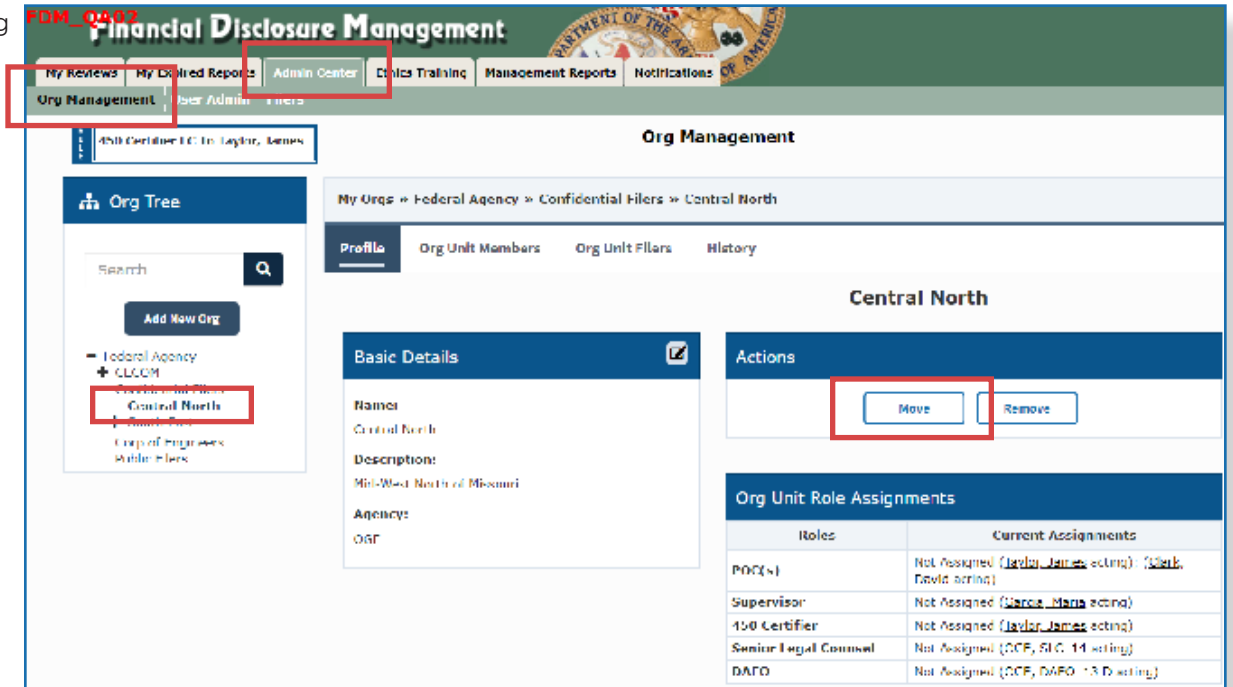 g
FDM_QA02
Financial Disclosure Management
My Reviews My Expired Reports Admin Center Ethics Training Management Reports Notifications
Org Management User Admin Filers
450 Certifier to Taylor, James
Org Management
Org Tree
My Orgs » Federal Agency » Confidential Filers » Central North
Profile Org Unit Members Org Unit Filers History
Search
Central North
Add New Org
Basic Details
Actions
Federal Agency
CECOM
Confidential Filers
Central North
Corp of Engineers
Public Filers
Name:
Central North
Description:
Mid-West North of Missouri
Agency:
OGE
Move Remove
Org Unit Role Assignments
Roles Current Assignments
POC(s) Not Assigned (Taylor, James acting); (Clark, David acting)
Supervisor Not Assigned (Garcia, Maria acting)
450 Certifier Not Assigned (Taylor, James acting)
Senior Legal Counsel Not Assigned (OGE, SLC 14 acting)
DAEO Not Assigned (OGE, DAEO 13 D acting)